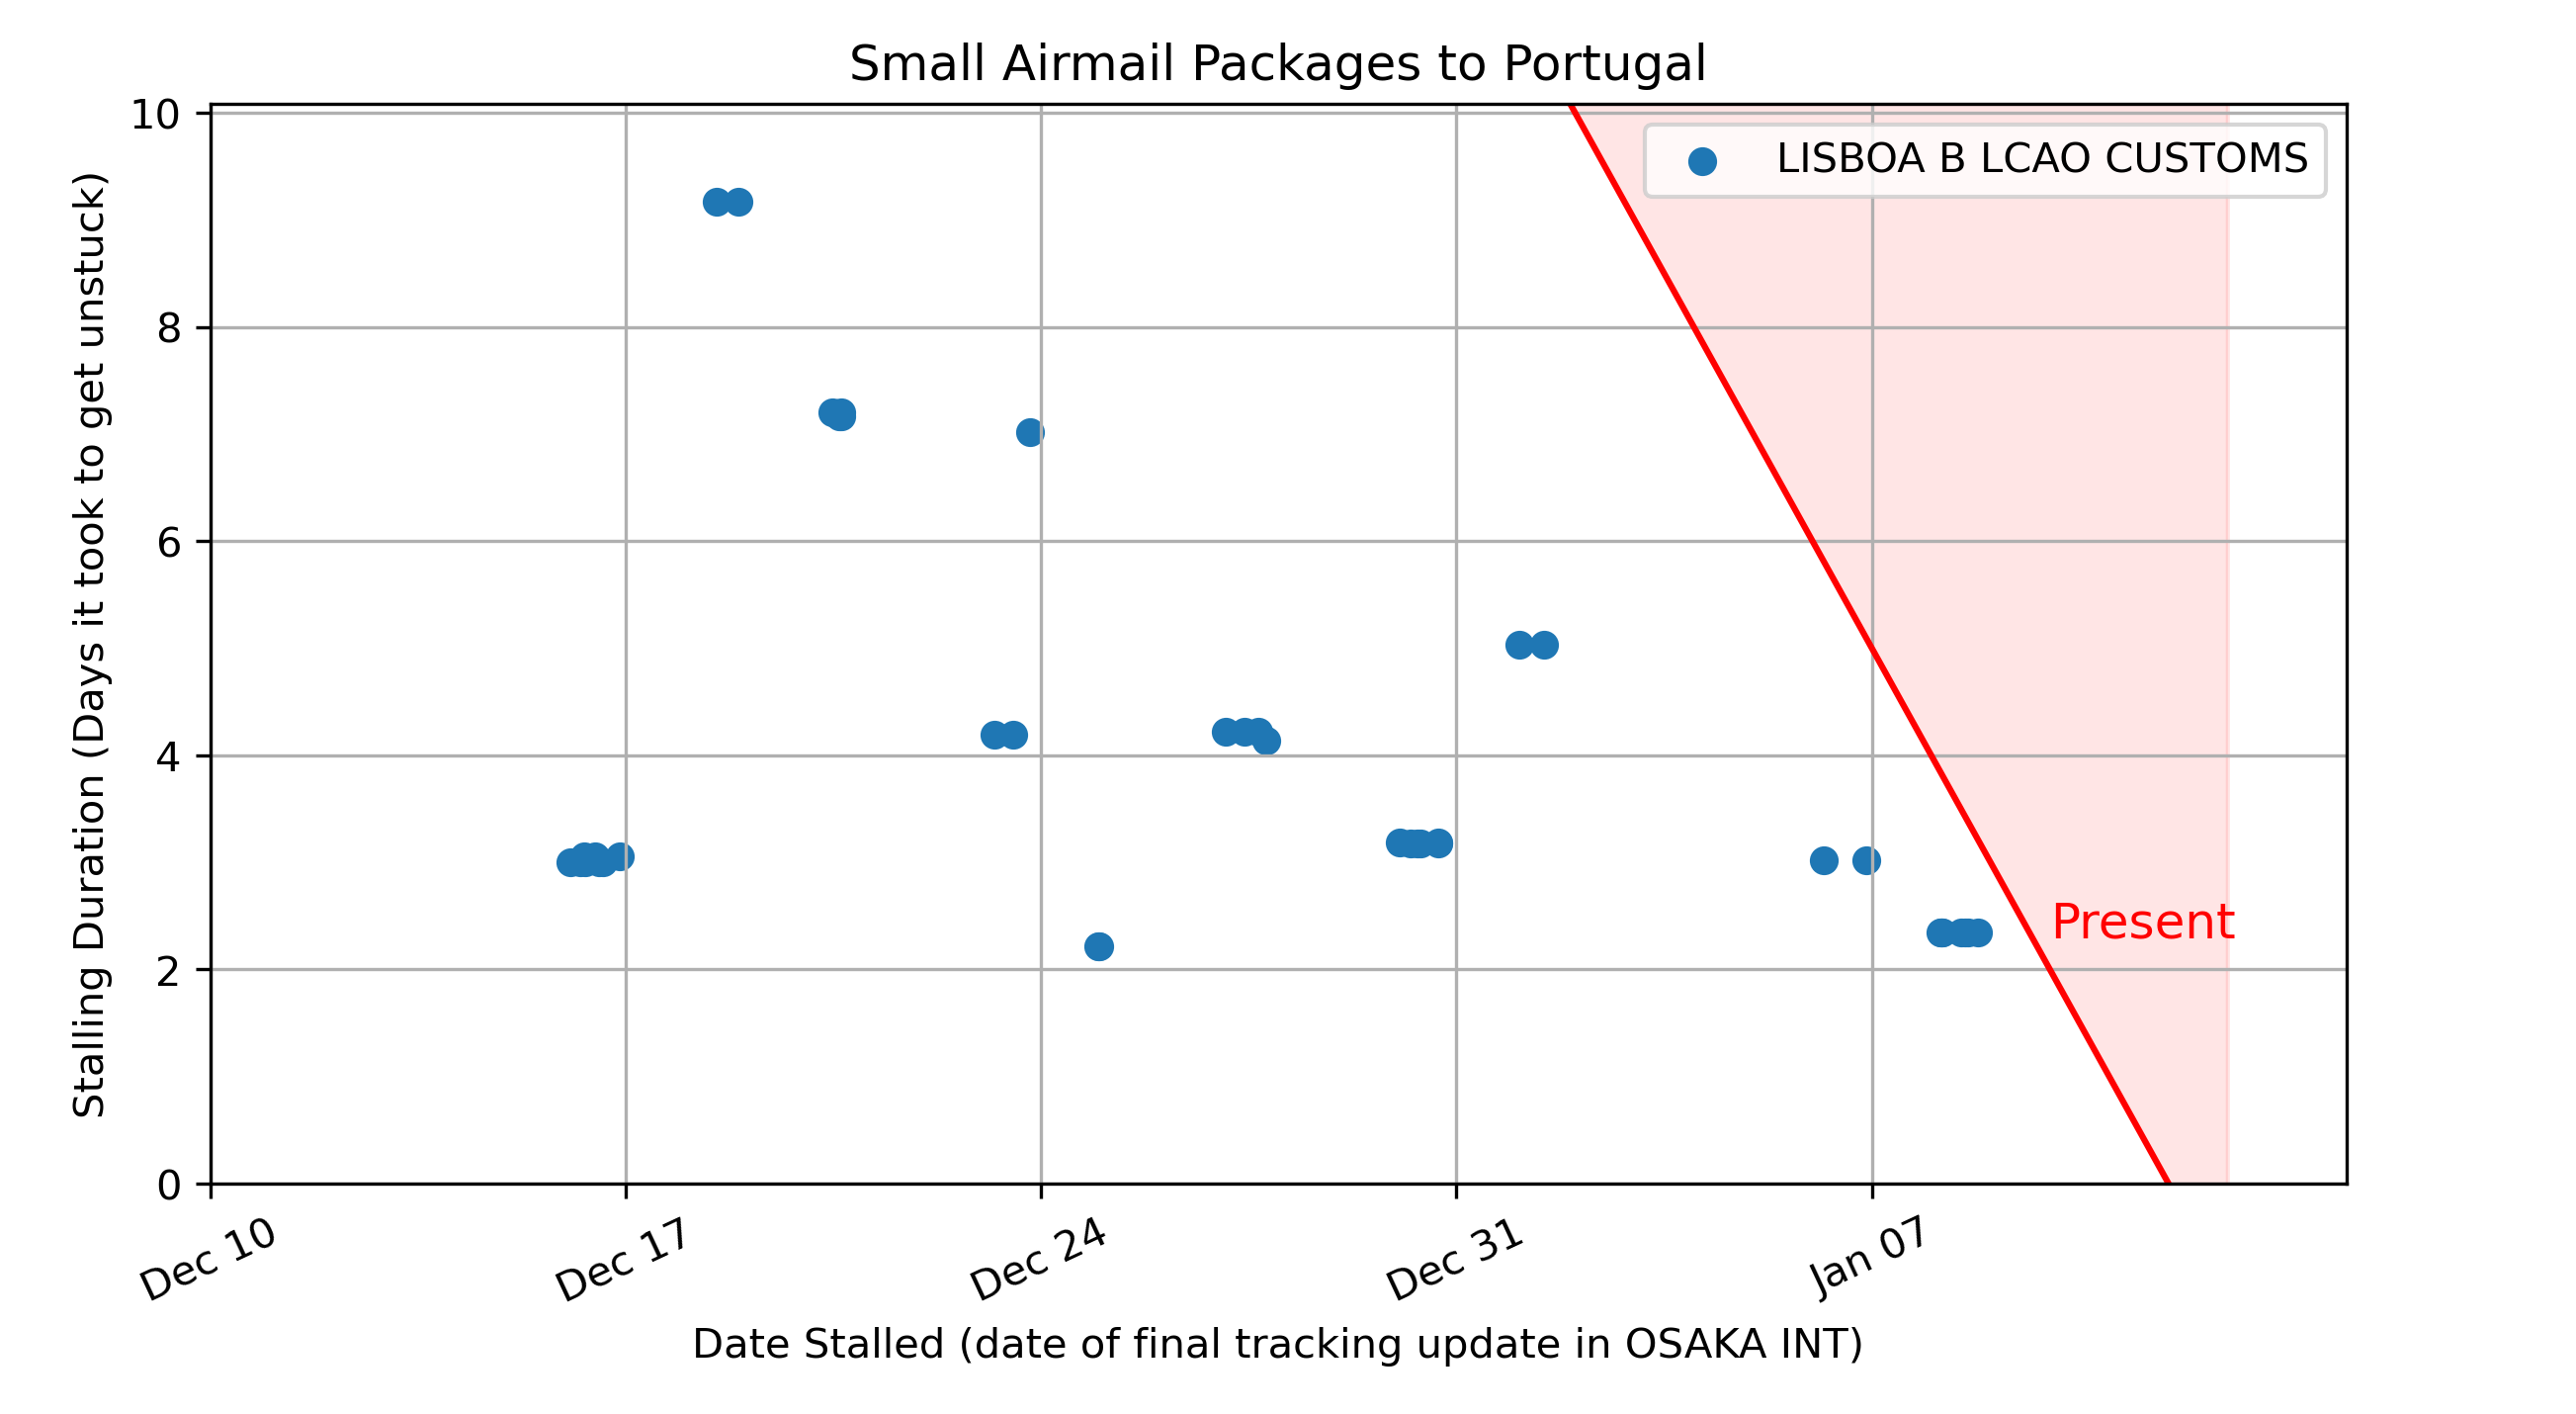 Small Airmail Packages to Portugal
Stalling Duration (Days it took to get unstuck)
10
8
6
4
2
0
LISBOA B LCAO CUSTOMS
Present
Dec 10
Dec 17
Dec 24
Dec 31
Jan 07
Date Stalled (date of final tracking update in OSAKA INT)